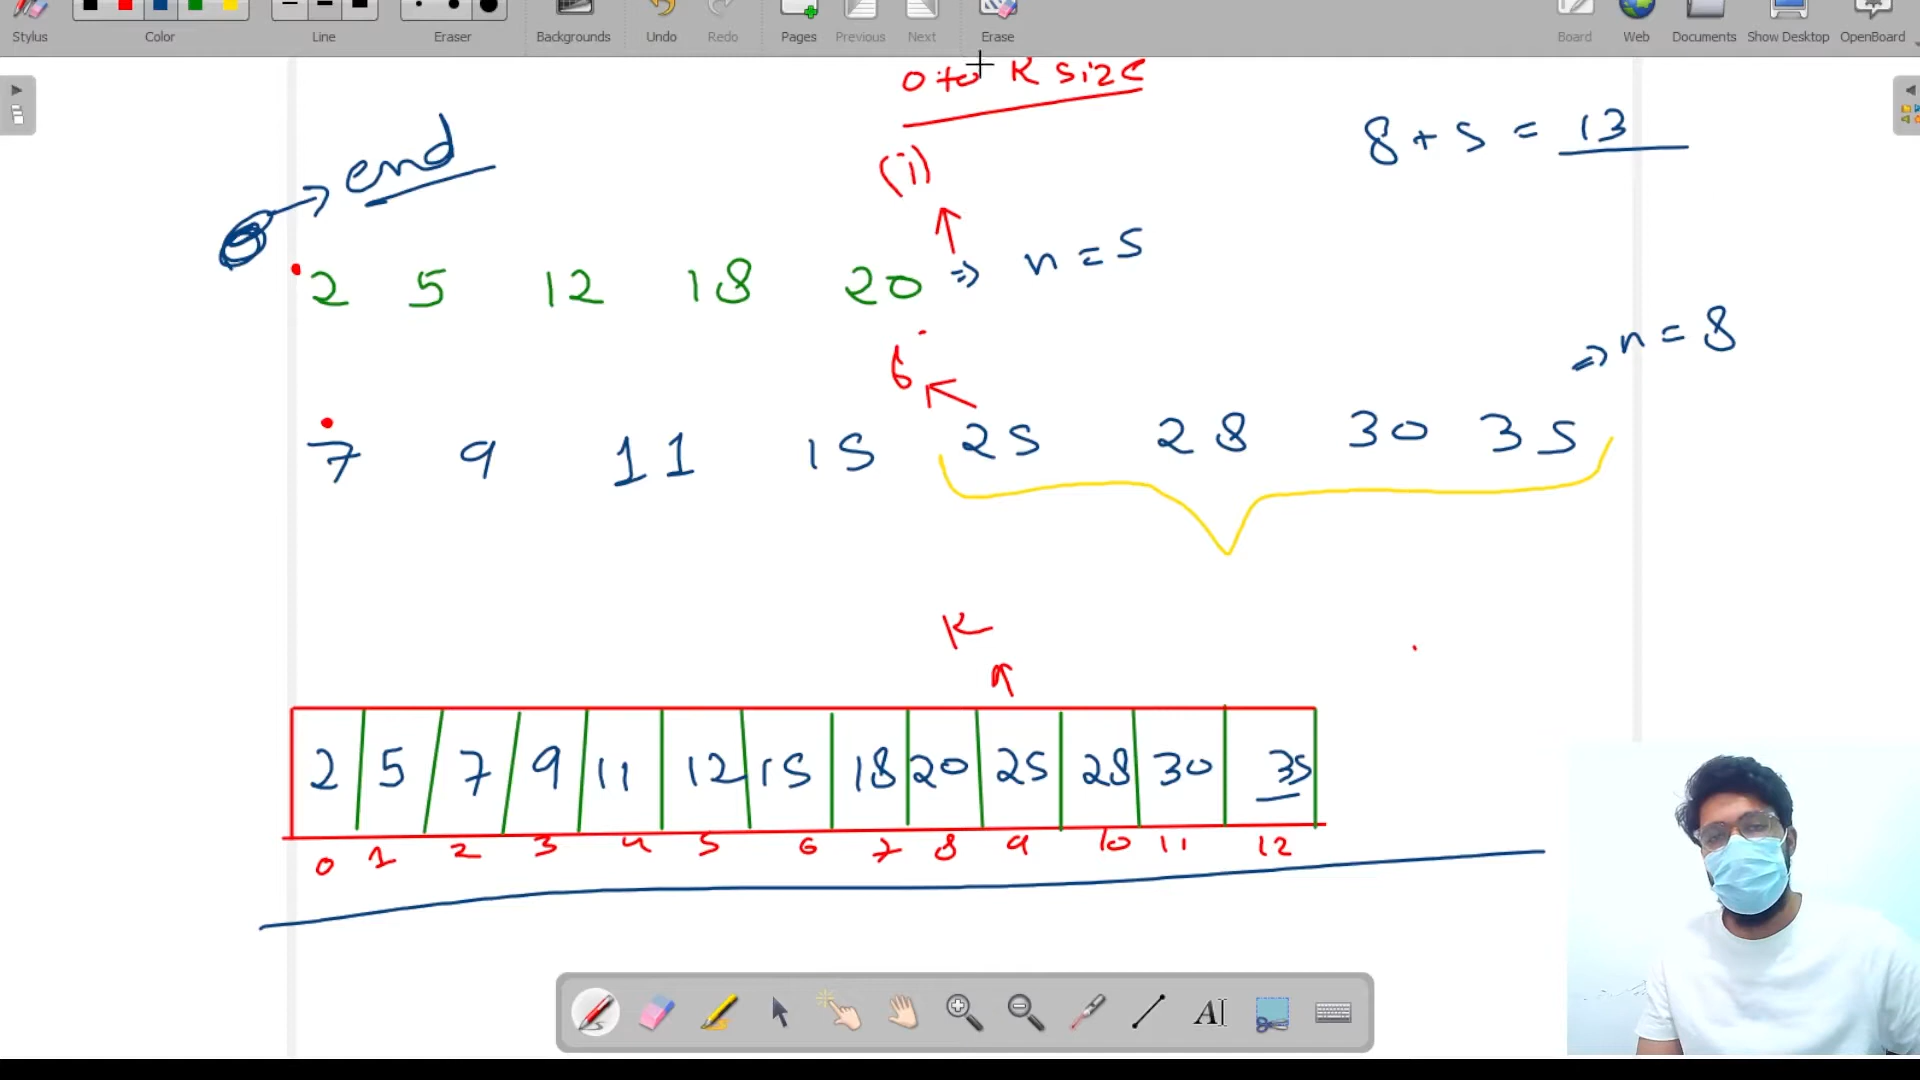 Stylus Color Line Eraser Backgrounds Undo Redo Pages Previous Next Erase Board Web Documents Show Desktop OpenBoard
0 to K size
8 + 5 = 13
end
(i)
2 5 12 18 20 => n = 5
=> n = 8
7 9 11 15 25 28 30 35
K
2 5 7 9 11 12 15 18 20 25 28 30 35
0 1 2 3 4 5 6 7 8 9 10 11 12